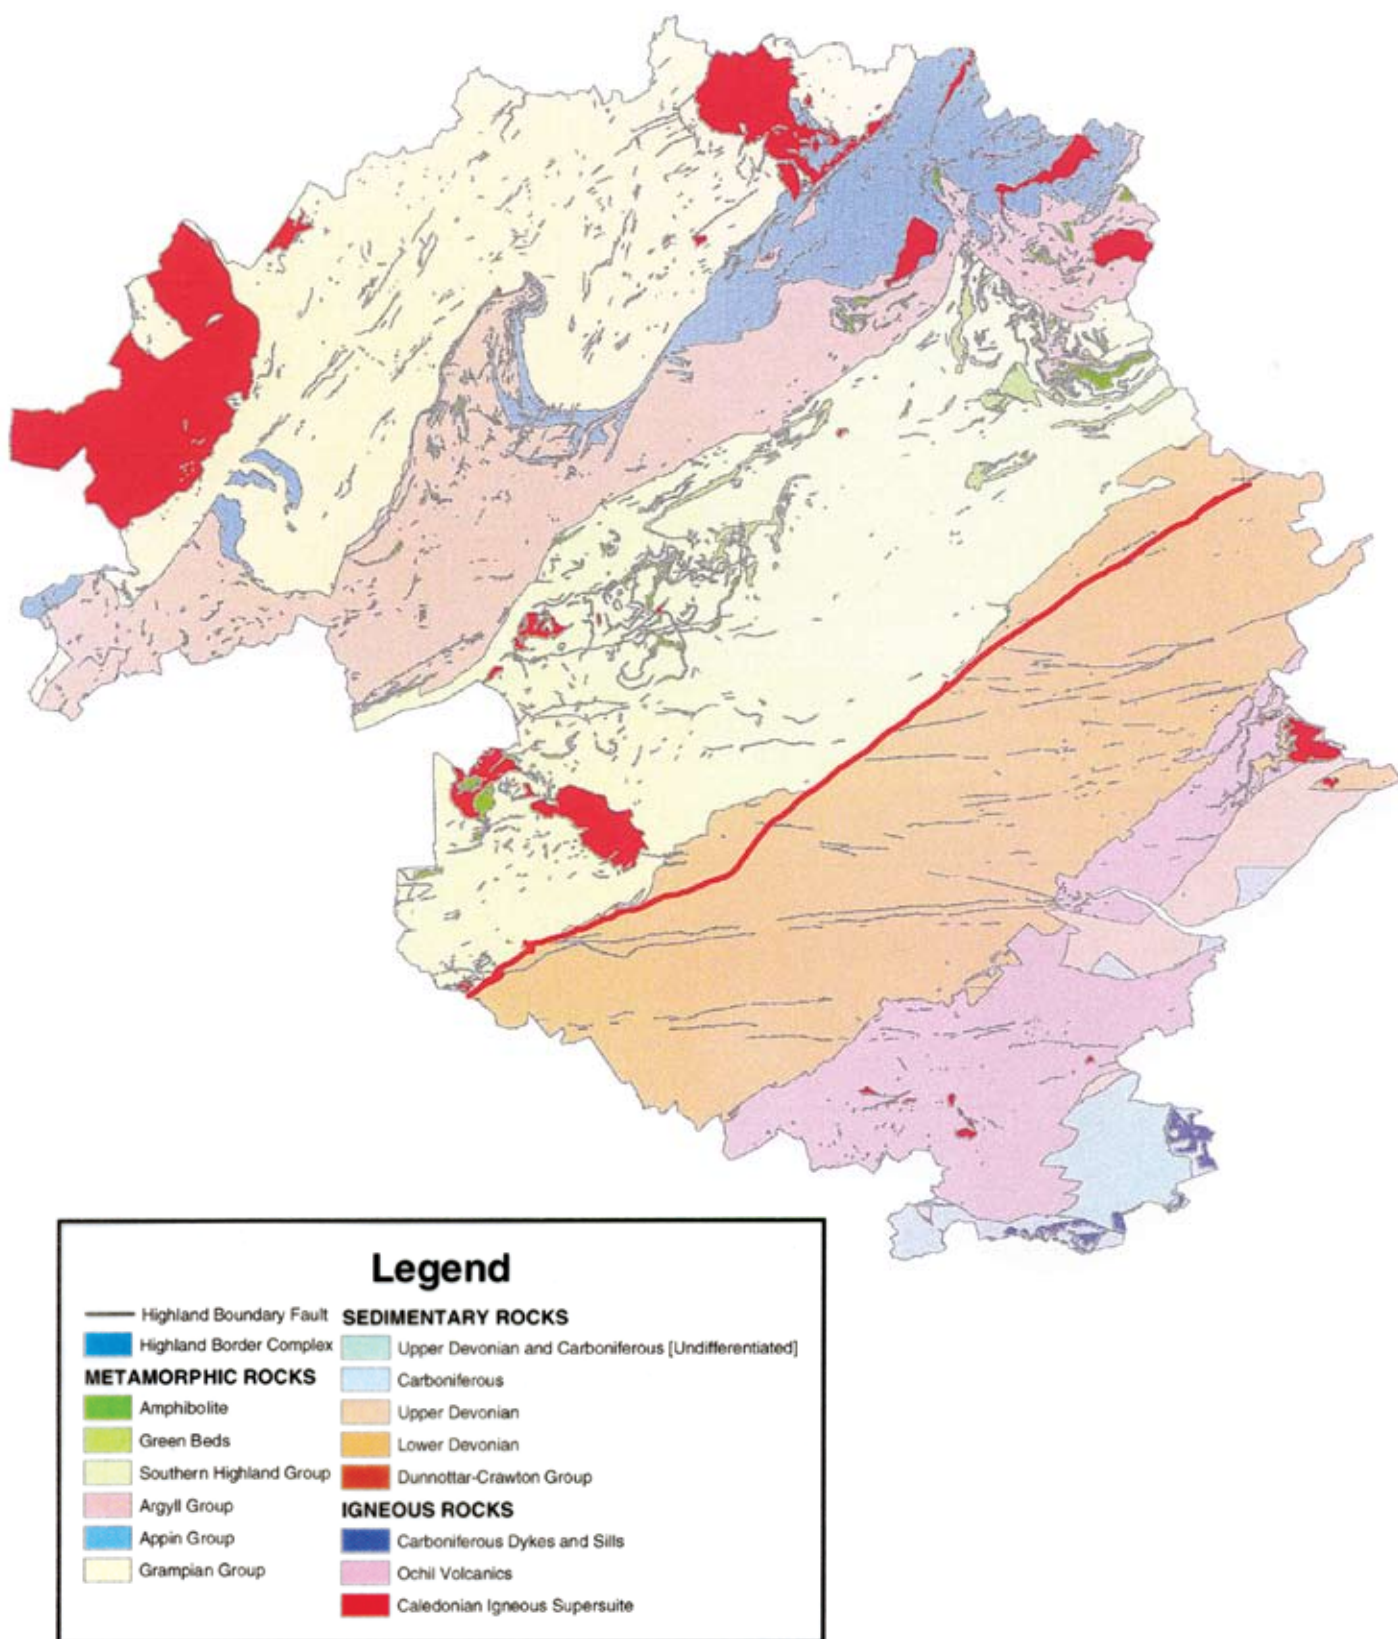 Legend
Highland Boundary Fault
Highland Border Complex
METAMORPHIC ROCKS
Amphibolite
Green Beds
Southern Highland Group
Argyll Group
Appin Group
Grampian Group
SEDIMENTARY ROCKS
Upper Devonian and Carboniferous [Undifferentiated]
Carboniferous
Upper Devonian
Lower Devonian
Dunnottar-Crawton Group
IGNEOUS ROCKS
Carboniferous Dykes and Sills
Ochil Volcanics
Caledonian Igneous Supersuite